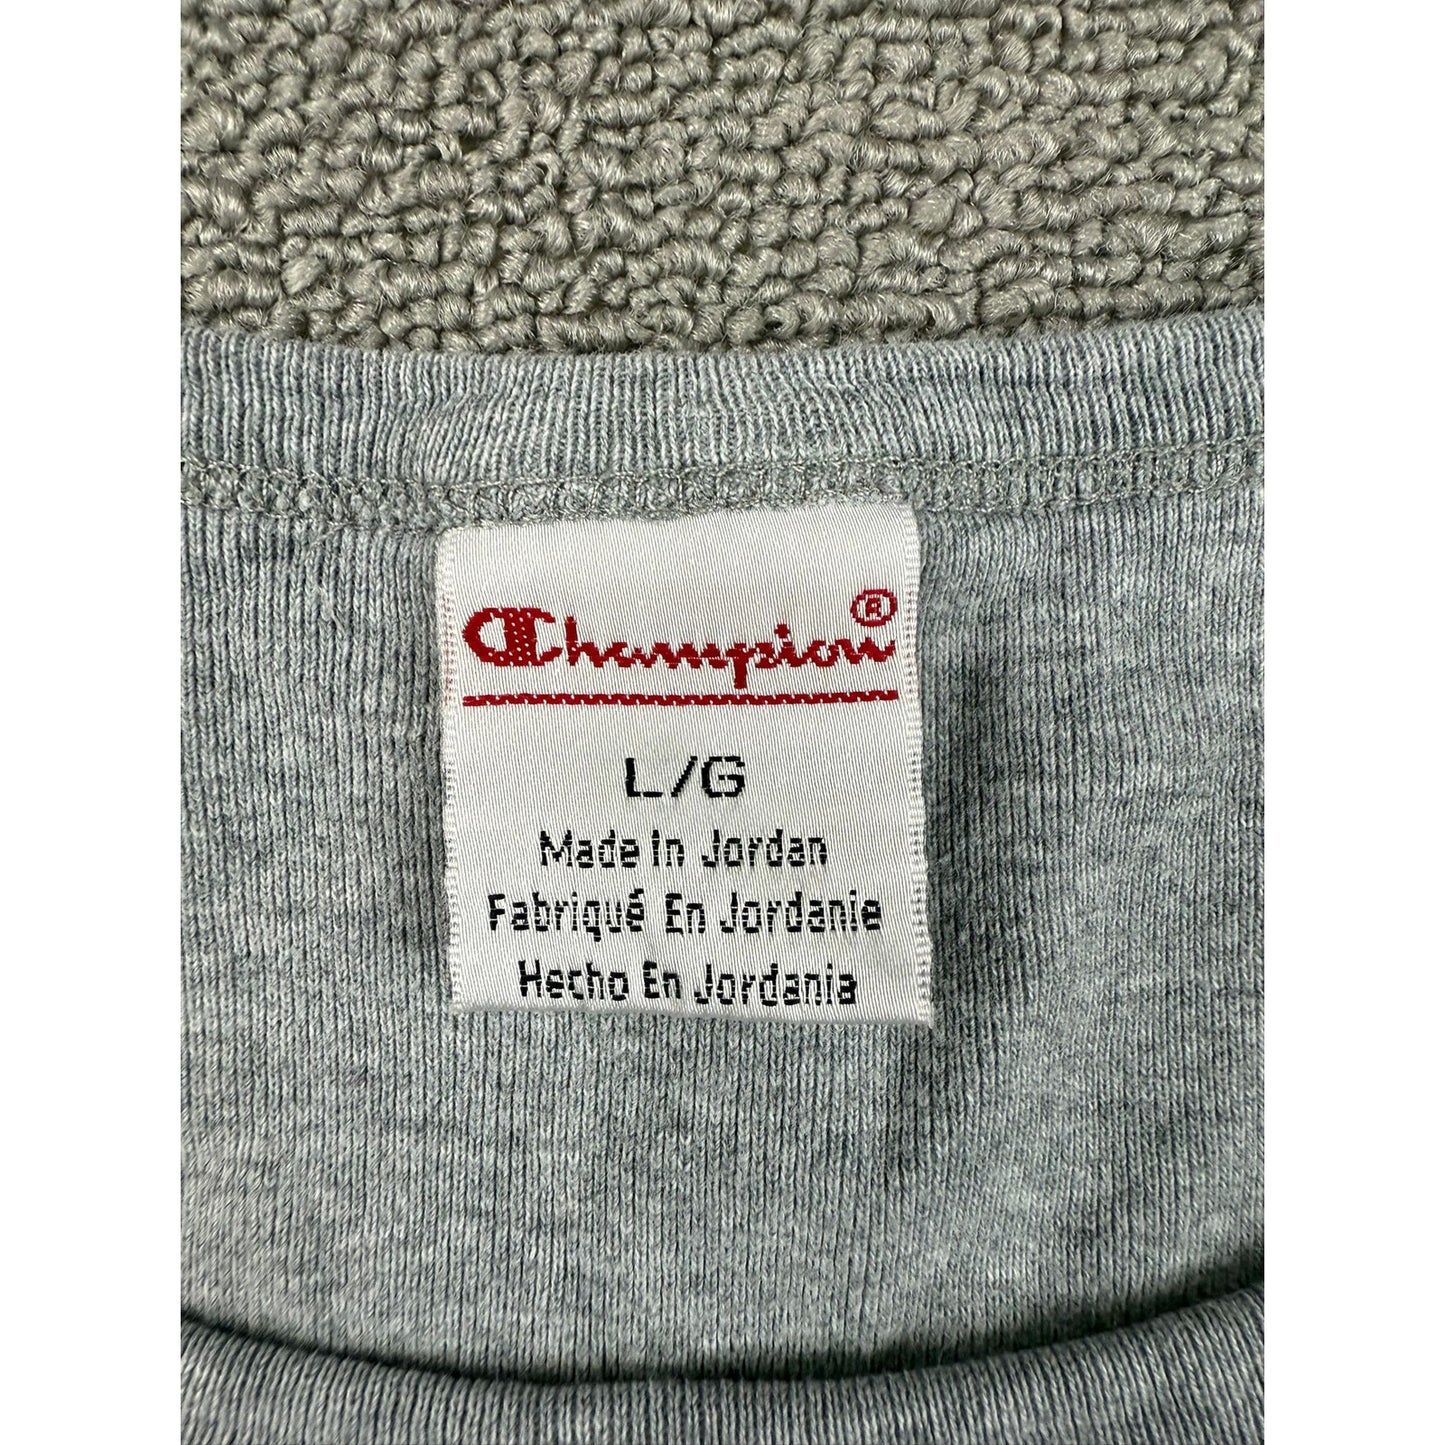 Champion®
L/G
Made In Jordan
Fabriqué En Jordanie
Hecho En Jordania